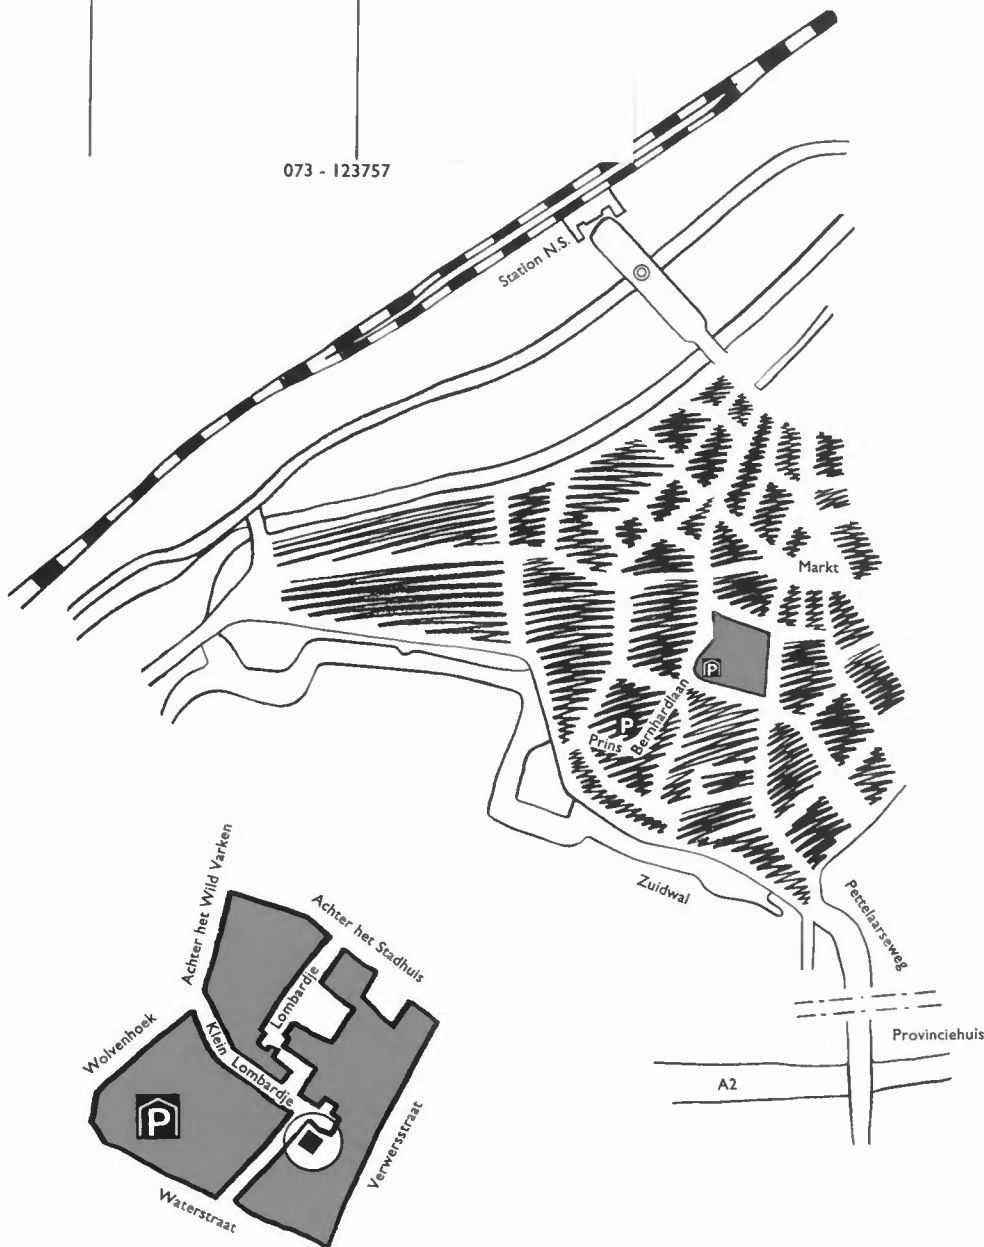 073 - 123757
Station N.S.
Markt
P
P
Prins
Bernhardlaan
Zuidwal
Pettelaarseweg
Provinciehuis
A2
Achter het Wild Varken
Achter het Stadhuis
Lombardje
Wolvenhoek
Klein Lombardje
P
Verwersstraat
Waterstraat